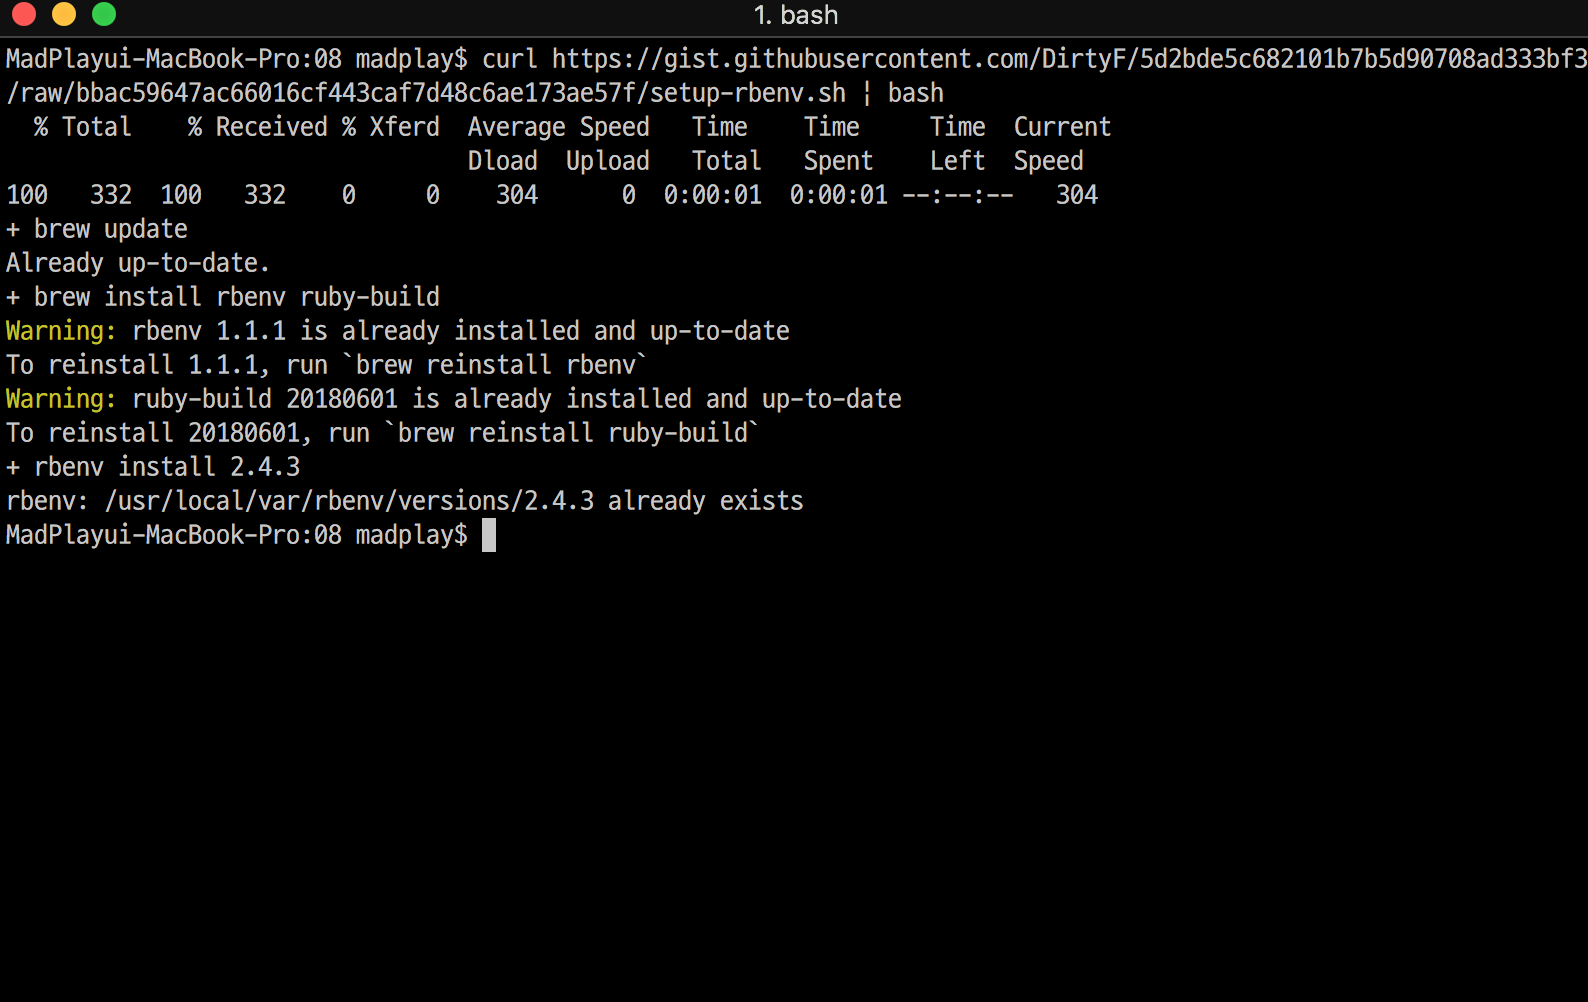 1. bash
MadPlayui-MacBook-Pro:08 madplay$ curl https://gist.githubusercontent.com/DirtyF/5d2bde5c682101b7b5d90708ad333bf3
/raw/bbac59647ac66016cf443caf7d48c6ae173ae57f/setup-rbenv.sh | bash
  % Total    % Received % Xferd  Average Speed   Time    Time     Time  Current
                                 Dload  Upload   Total   Spent    Left  Speed
100   332  100   332    0     0    304      0  0:00:01  0:00:01 --:--:--   304
+ brew update
Already up-to-date.
+ brew install rbenv ruby-build
Warning: rbenv 1.1.1 is already installed and up-to-date
To reinstall 1.1.1, run `brew reinstall rbenv`
Warning: ruby-build 20180601 is already installed and up-to-date
To reinstall 20180601, run `brew reinstall ruby-build`
+ rbenv install 2.4.3
rbenv: /usr/local/var/rbenv/versions/2.4.3 already exists
MadPlayui-MacBook-Pro:08 madplay$